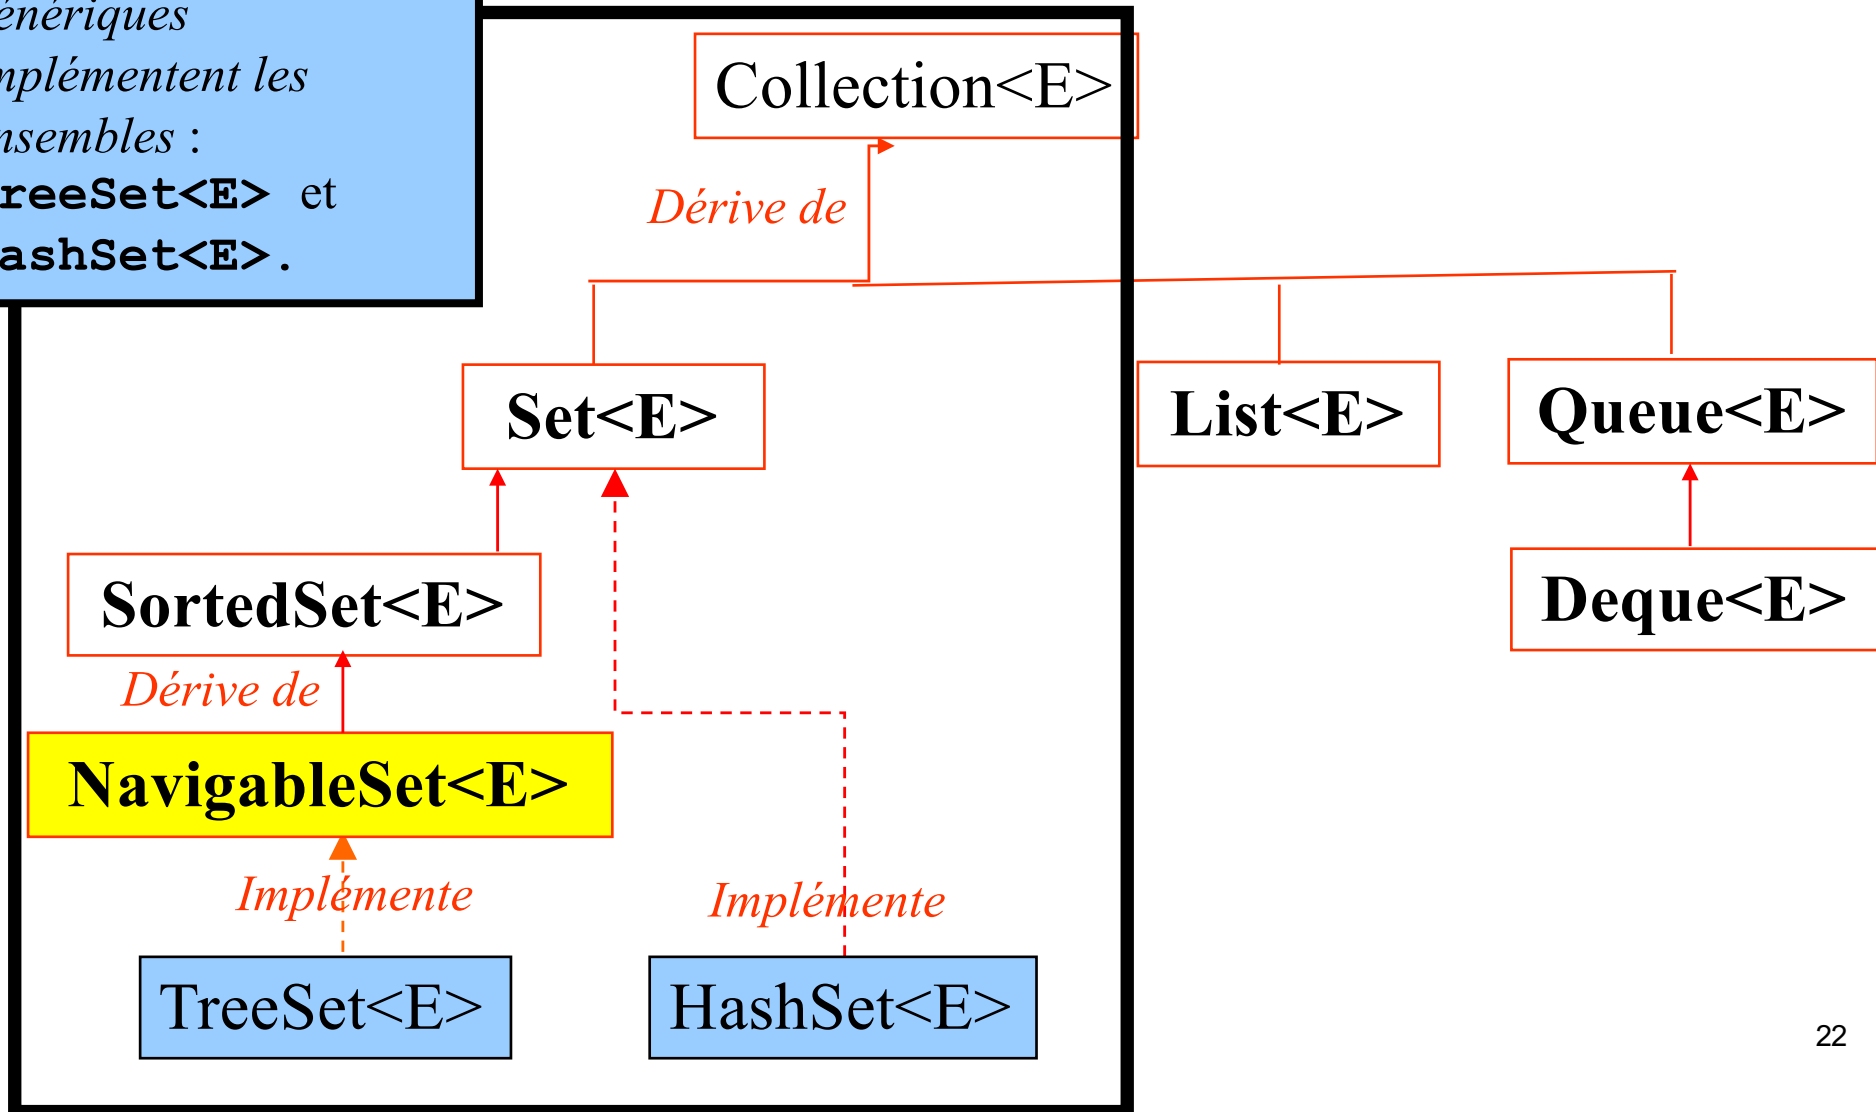 énériques
mplémentent les
nsembles :
reeSet<E> et
ashSet<E>.
Collection<E>
Dérive de
Set<E>
List<E>
Queue<E>
SortedSet<E>
Deque<E>
Dérive de
NavigableSet<E>
Implémente
Implémente
TreeSet<E>
HashSet<E>
22